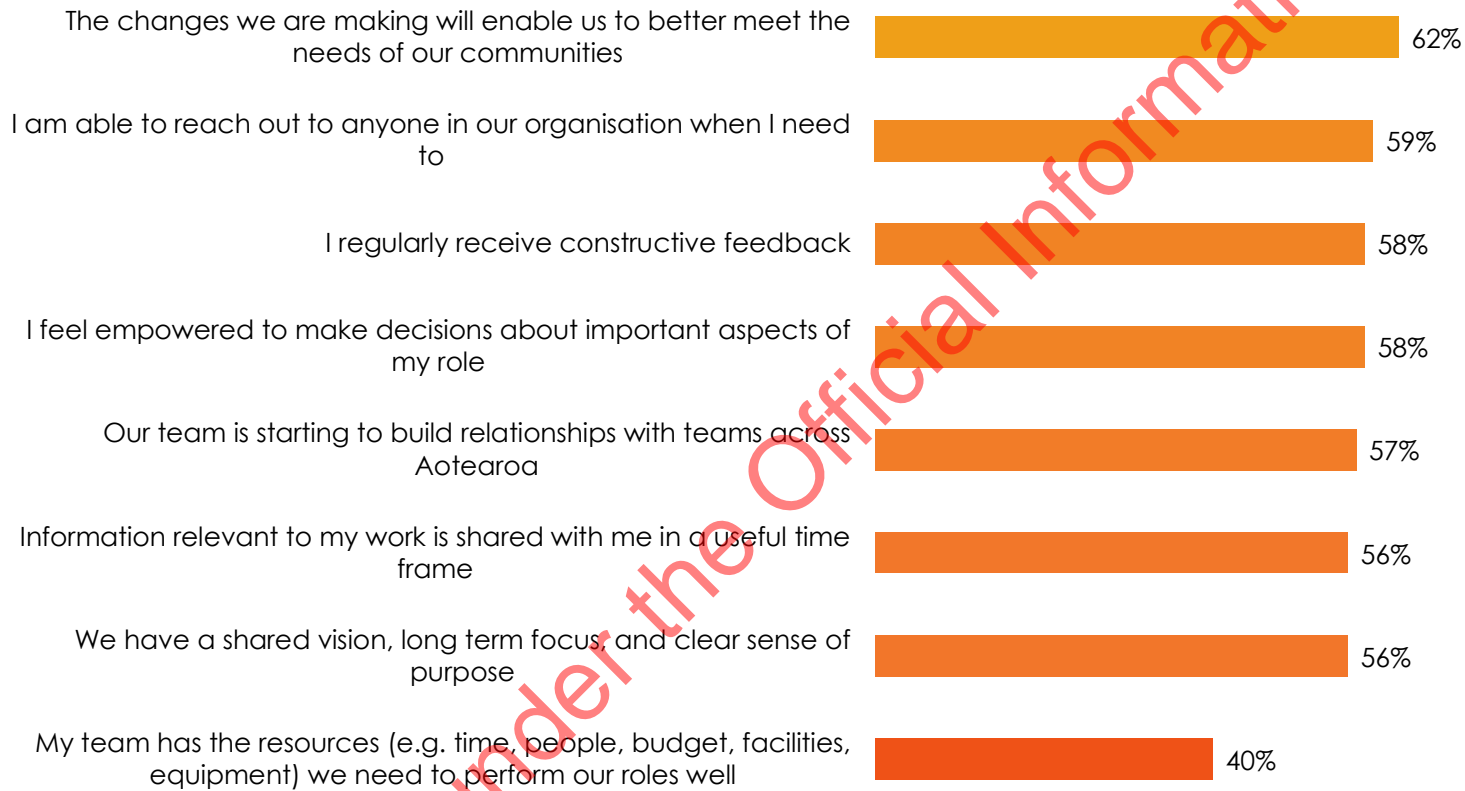 The changes we are making will enable us to better meet the
needs of our communities
62%
I am able to reach out to anyone in our organisation when I need
to
59%
I regularly receive constructive feedback
58%
I feel empowered to make decisions about important aspects of
my role
58%
Our team is starting to build relationships with teams across
Aotearoa
57%
Information relevant to my work is shared with me in a useful time
frame
56%
We have a shared vision, long term focus, and clear sense of
purpose
56%
My team has the resources (e.g. time, people, budget, facilities,
equipment) we need to perform our roles well
40%
the Official